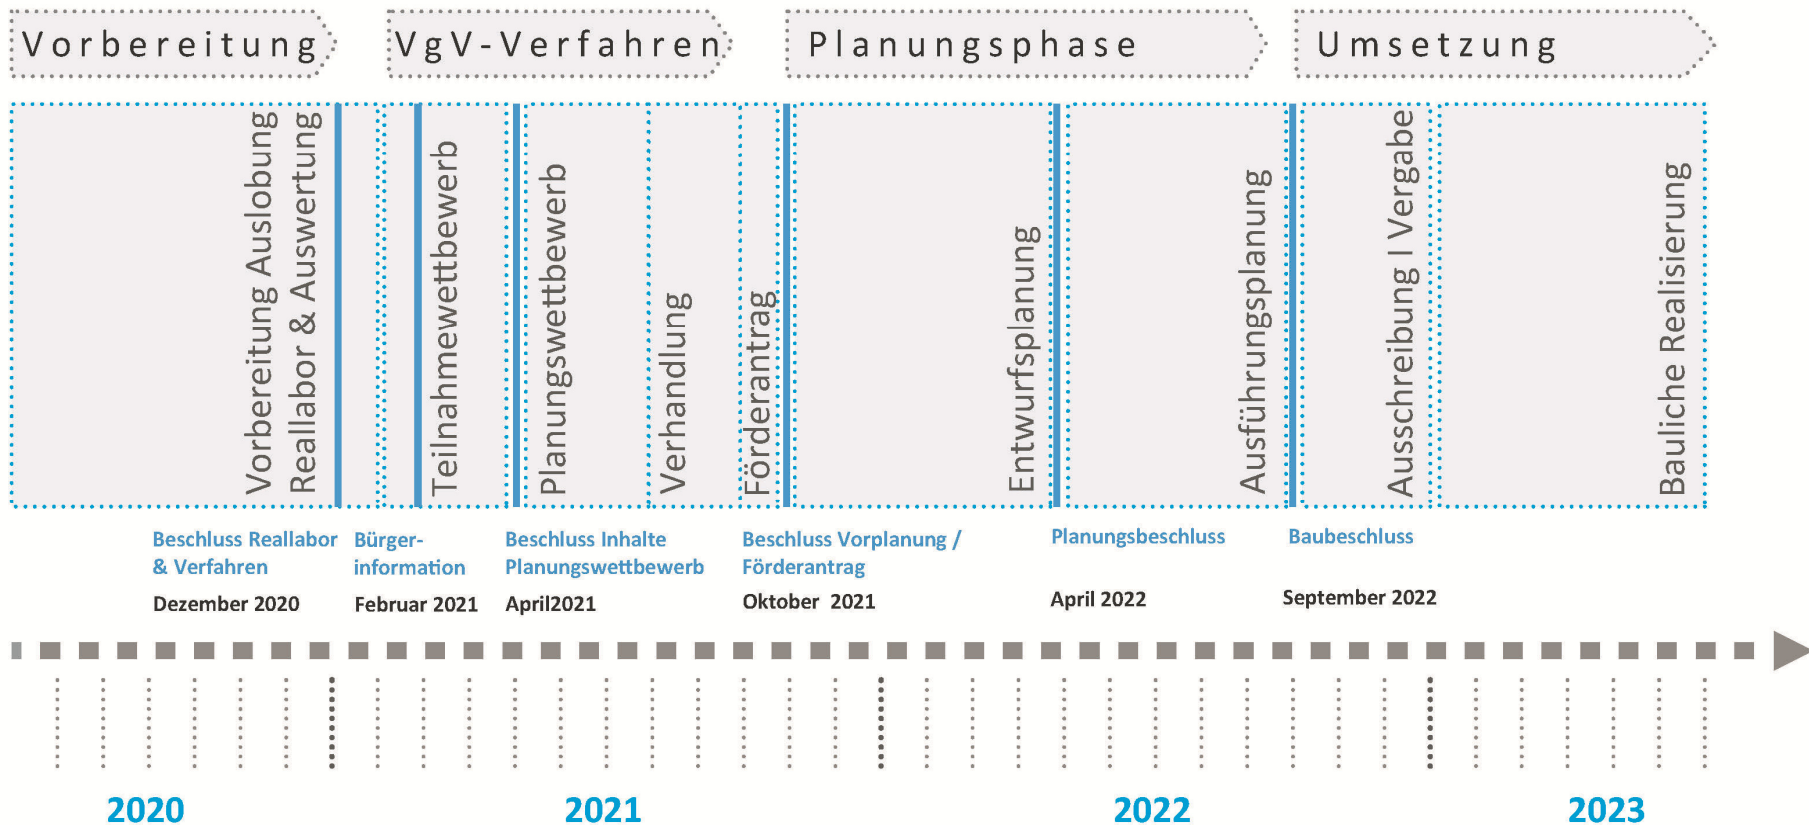 Vorbereitung
VgV-Verfahren
Planungsphase
Umsetzung
Vorbereitung Auslobung
Reallabor & Auswertung
Teilnahmewettbewerb
Planungswettbewerb
Verhandlung
Förderantrag
Entwurfsplanung
Ausführungsplanung
Ausschreibung I Vergabe
Bauliche Realisierung
Beschluss Reallabor
& Verfahren
Dezember 2020
Bürger-
information
Februar 2021
Beschluss Inhalte
Planungswettbewerb
April2021
Beschluss Vorplanung /
Förderantrag
Oktober 2021
Planungsbeschluss
April 2022
Baubeschluss
September 2022
2020
2021
2022
2023